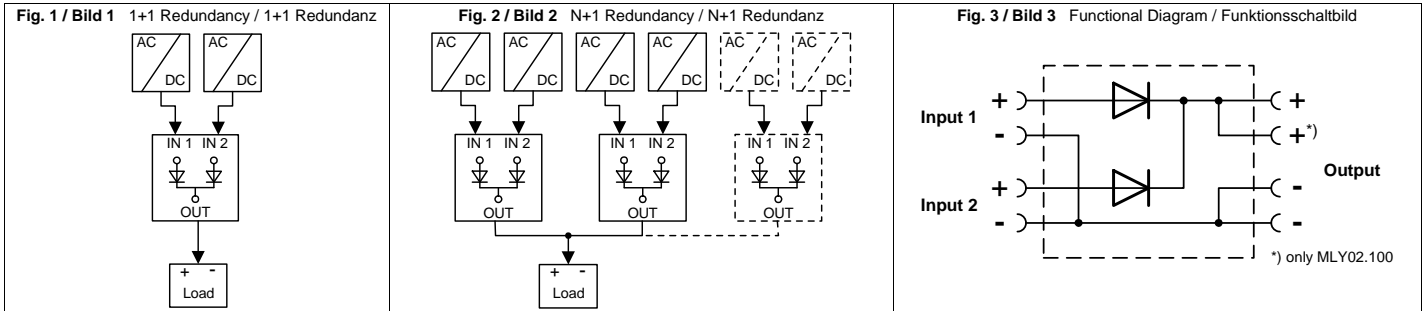 Fig. 1 / Bild 1 1+1 Redundancy / 1+1 Redundanz
AC DC AC DC
IN 1 IN 2
OUT
+ -
Load
Fig. 2 / Bild 2 N+1 Redundancy / N+1 Redundanz
AC DC AC DC AC DC AC DC AC DC AC DC
IN 1 IN 2 IN 1 IN 2 IN 1 IN 2
OUT OUT OUT
+ -
Load
Fig. 3 / Bild 3 Functional Diagram / Funktionsschaltbild
Input 1 + +
- + *)
Output
Input 2 + -
- -
*) only MLY02.100